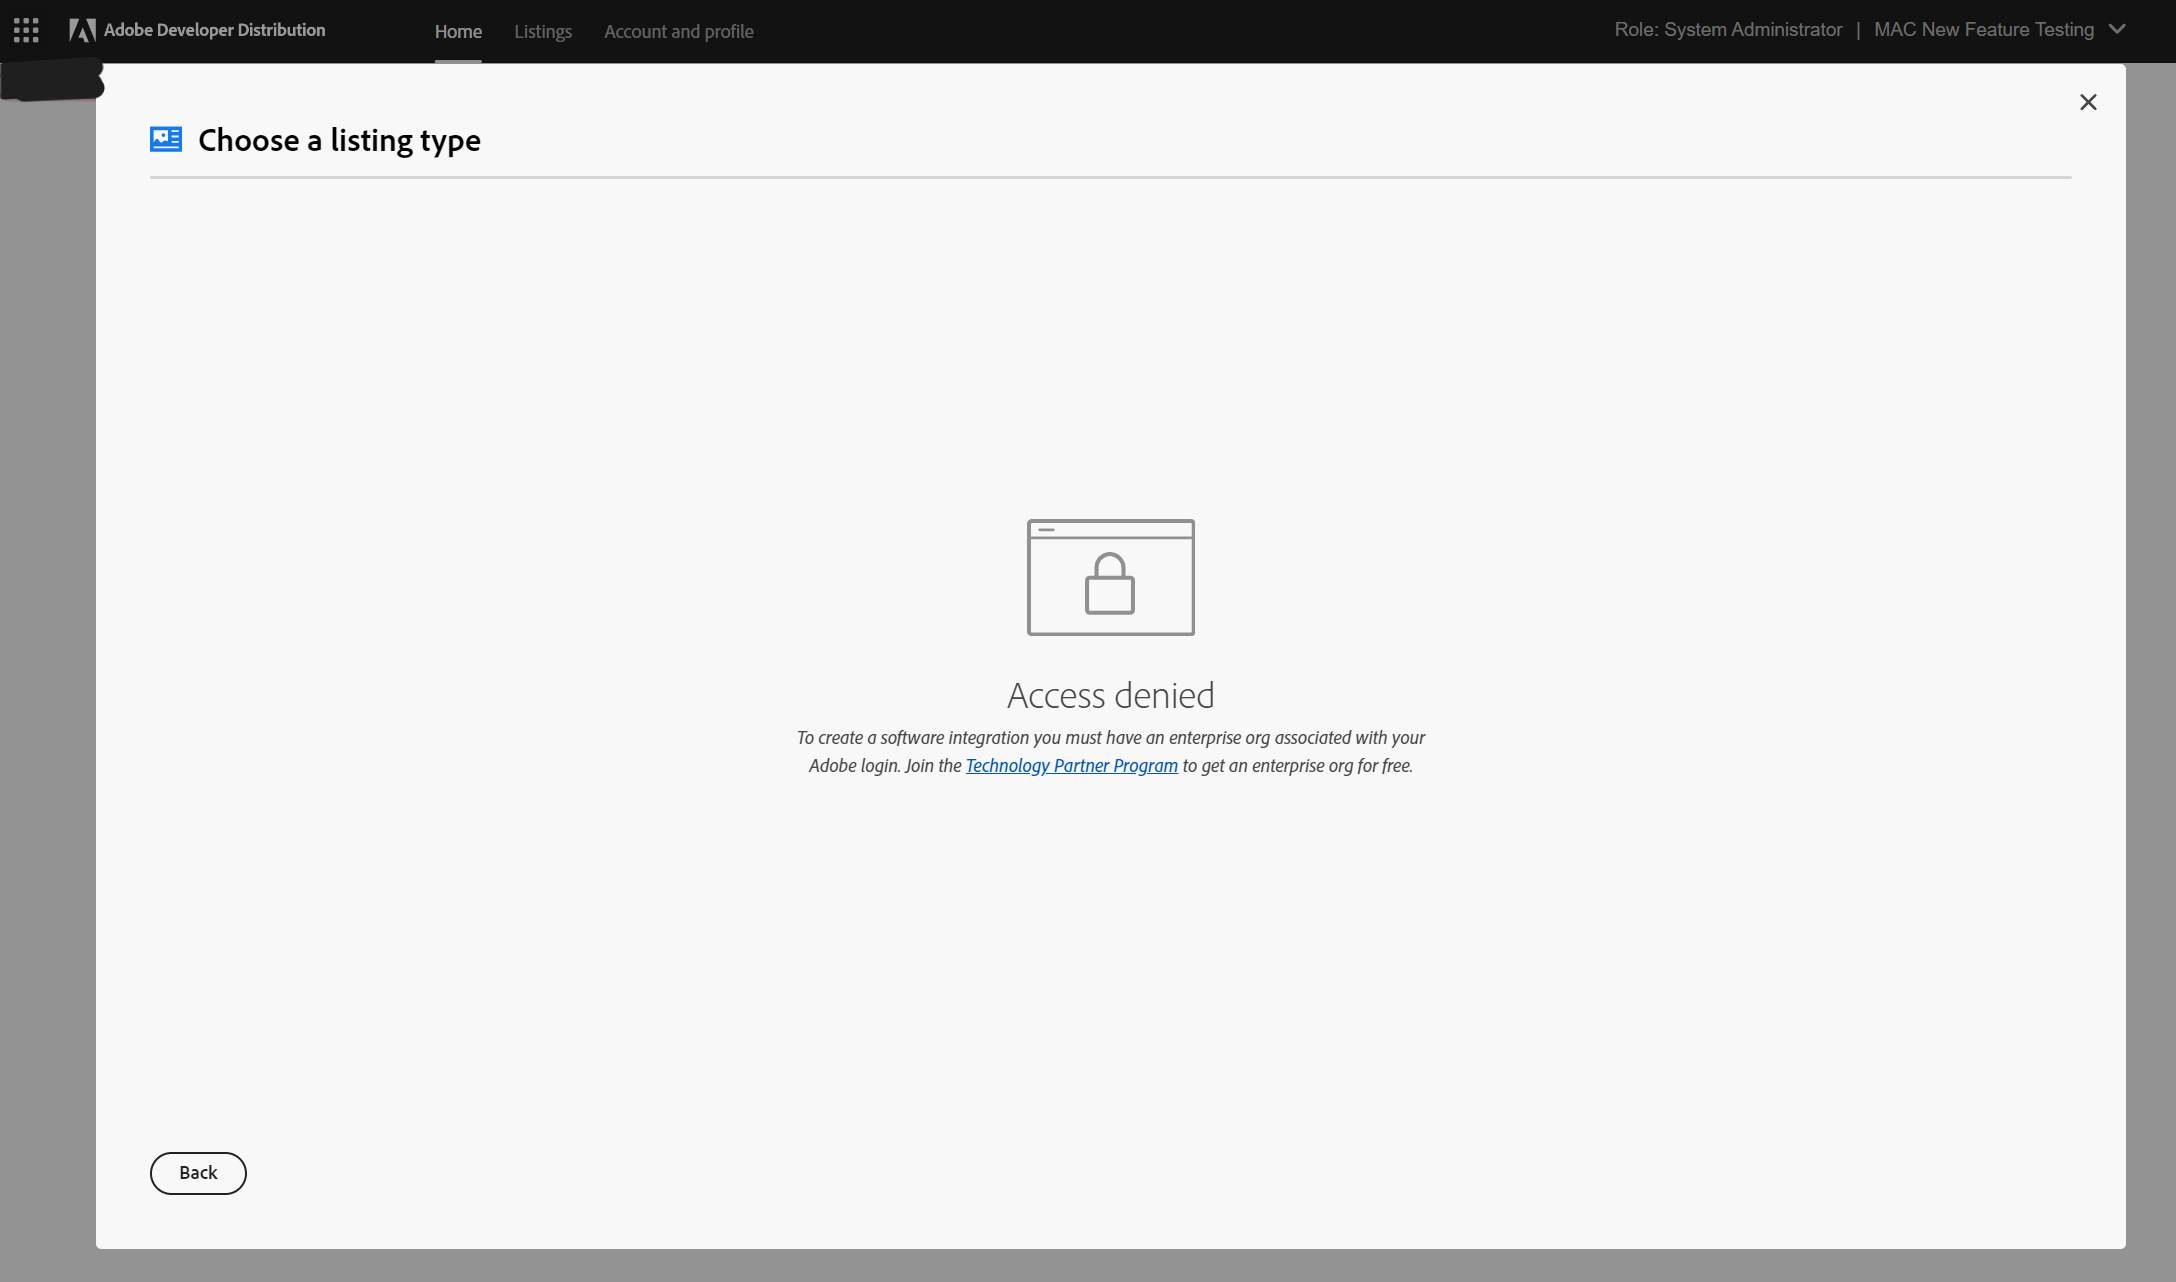 Adobe Developer Distribution
Home
Listings
Account and profile
Role: System Administrator | MAC New Feature Testing
Choose a listing type
Access denied
To create a software integration you must have an enterprise org associated with your
Adobe login. Join the Technology Partner Program to get an enterprise org for free.
Back